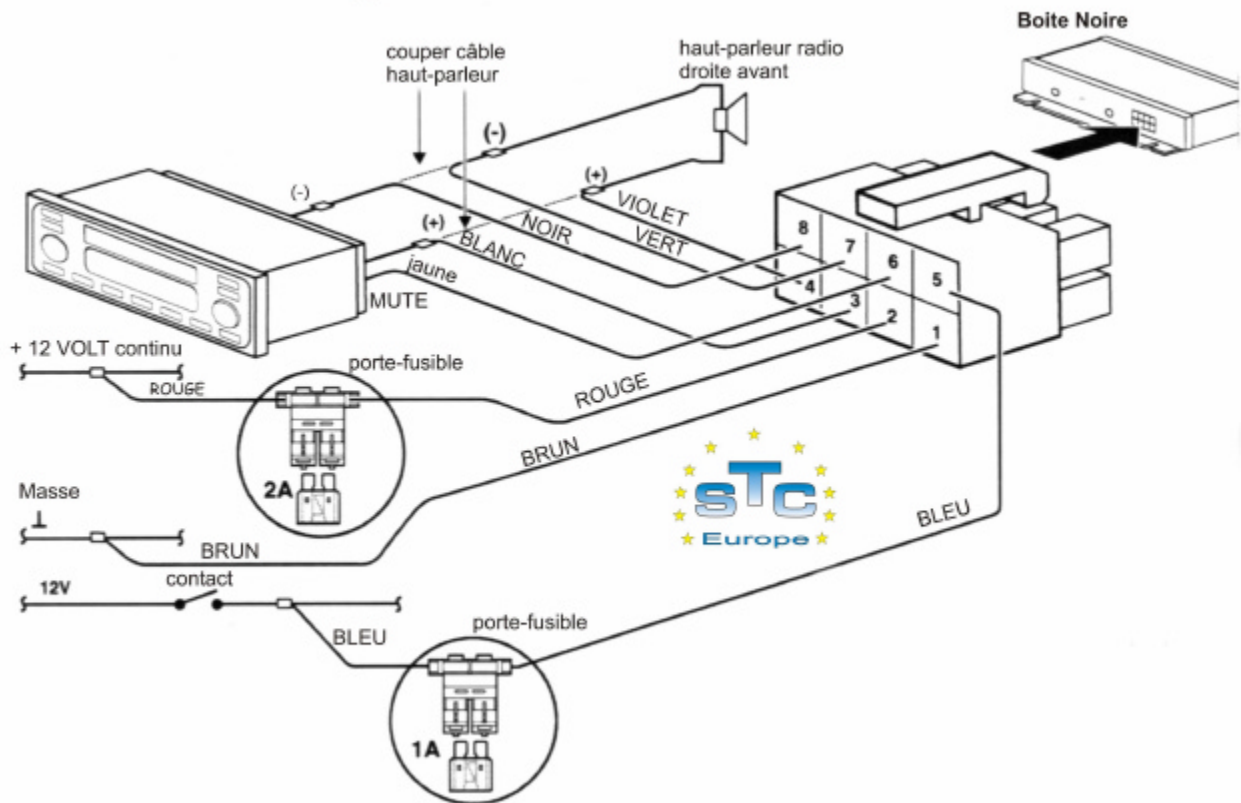 Boite Noire
couper câble
haut-parleur
haut-parleur radio
droite avant
(-)
(-)
(+)
(+)
VIOLET
VERT
NOIR
BLANC
jaune
MUTE
8
7
6
5
4
3
2
1
+ 12 VOLT continu
porte-fusible
ROUGE
ROUGE
BRUN
2A
STC
Europe
Masse
BRUN
BLEU
12V
contact
BLEU
porte-fusible
1A